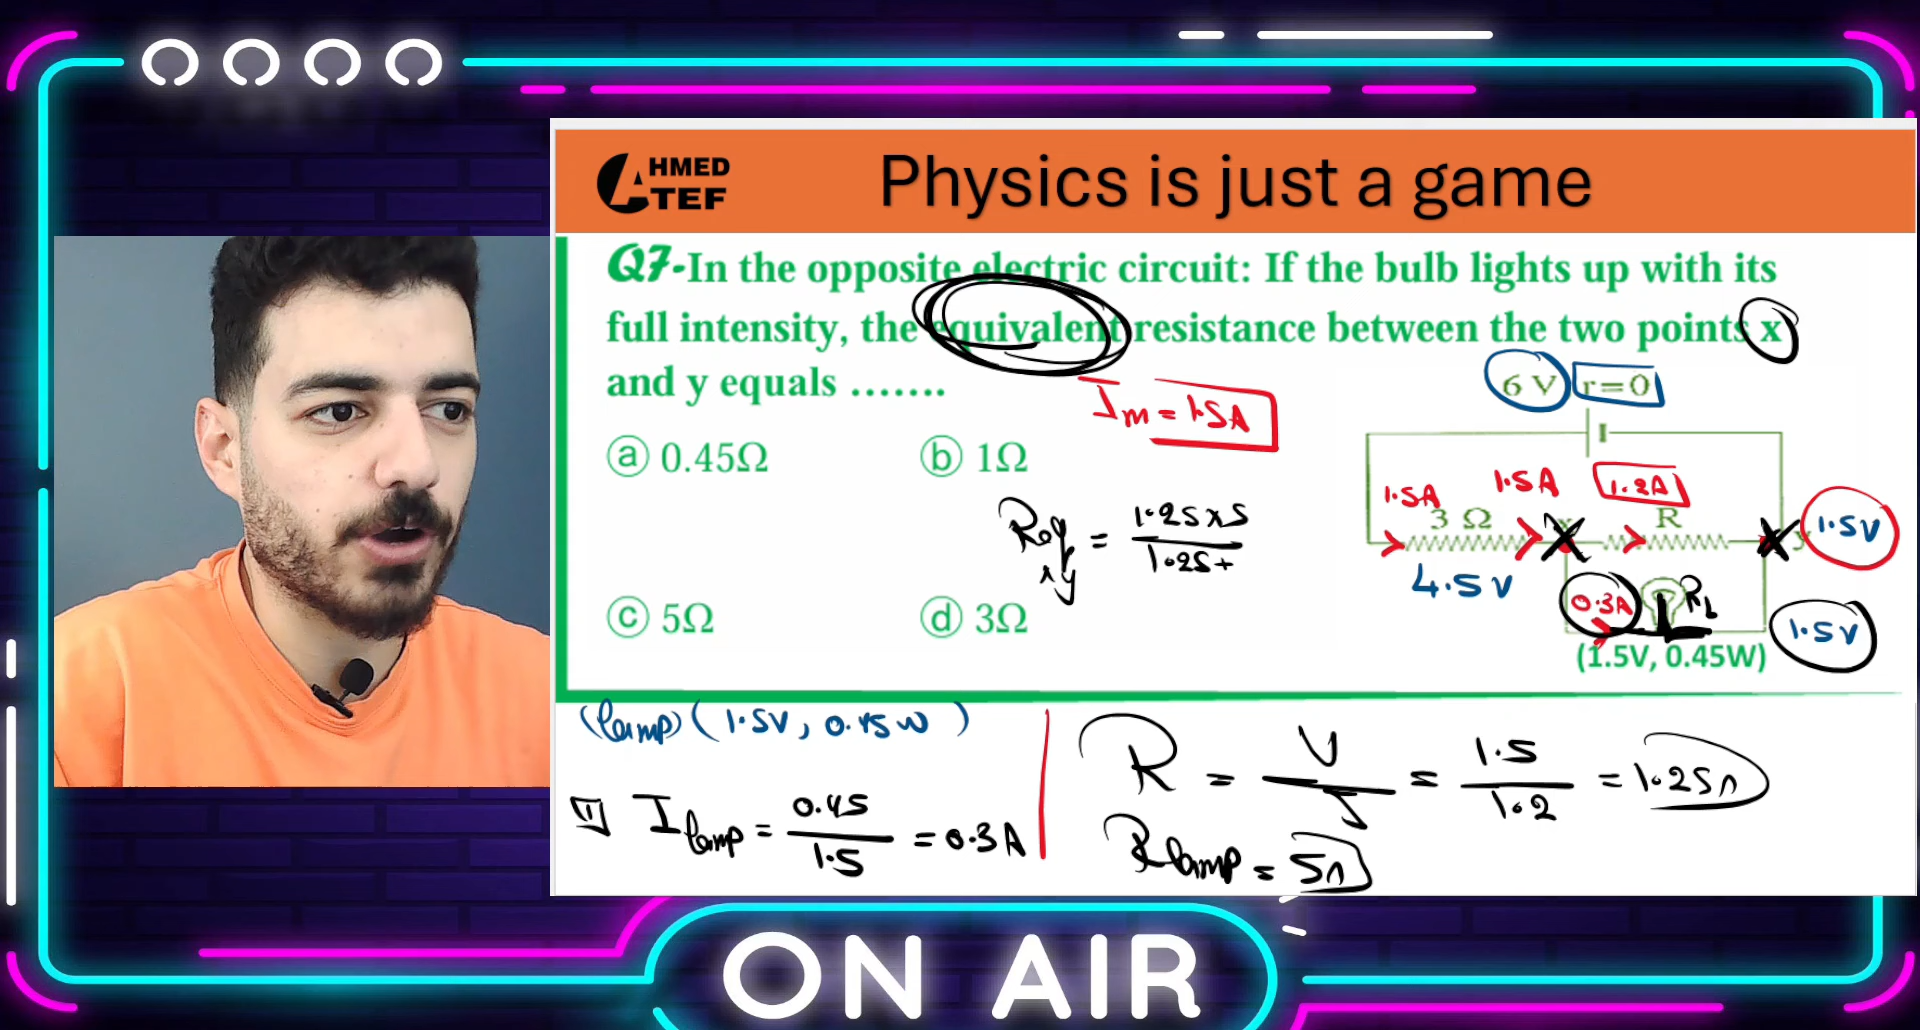 AHMED
ATEF
Physics is just a game
Q7-In the opposite electric circuit: If the bulb lights up with its
full intensity, the equivalent resistance between the two points x
and y equals …….
Im = 1.5A
6 V r = 0
ⓐ 0.45Ω ⓑ 1Ω
ⓒ 5Ω ⓓ 3Ω
Req xy = 1.25x5 / 1.25+
1.5A 1.5A 1.2A
3 Ω R y 1.5V
4.5 V
0.3A RL 1.5V
(1.5V, 0.45W)
(lamp) (1.5V, 0.45W)
R = V / I = 1.5 / 1.2 = 1.25Ω
[1] Ilamp = 0.45 / 1.5 = 0.3A
Rlamp = 5Ω
ON AIR